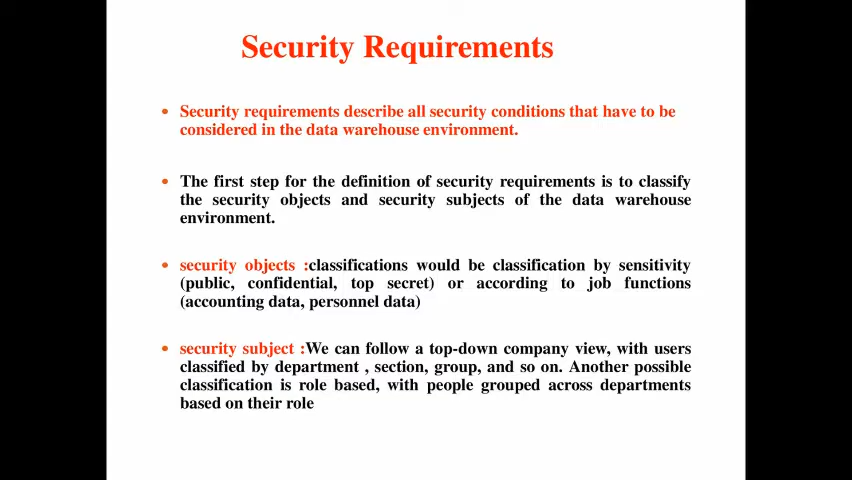 Security Requirements
• Security requirements describe all security conditions that have to be
considered in the data warehouse environment.
• The first step for the definition of security requirements is to classify
the security objects and security subjects of the data warehouse
environment.
• security objects :classifications would be classification by sensitivity
(public, confidential, top secret) or according to job functions
(accounting data, personnel data)
• security subject :We can follow a top-down company view, with users
classified by department , section, group, and so on. Another possible
classification is role based, with people grouped across departments
based on their role